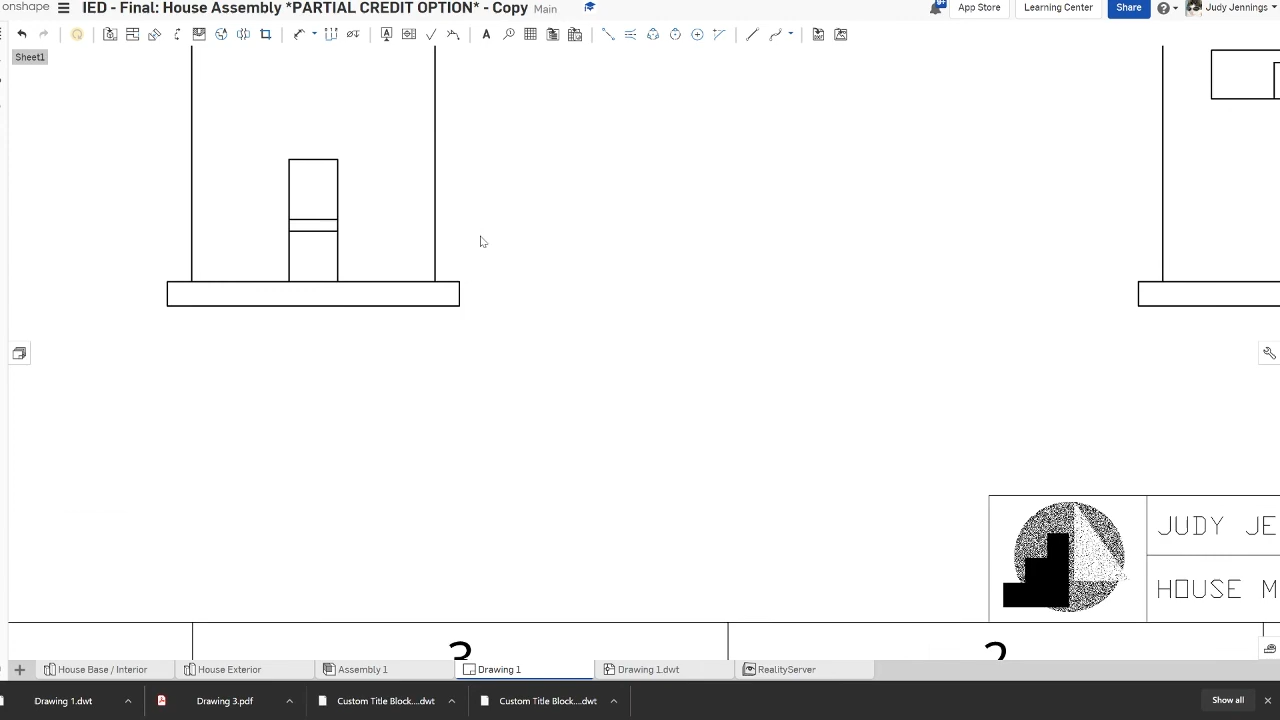 onshape IED - Final: House Assembly *PARTIAL CREDIT OPTION* - Copy Main App Store Learning Center Share Judy Jennings
Sheet1
JUDY JE
HOUSE M
3 2
House Base / Interior House Exterior Assembly 1 Drawing 1 Drawing 1.dwt RealityServer
Drawing 1.dwt Drawing 3.pdf Custom Title Block....dwt Custom Title Block....dwt Show all